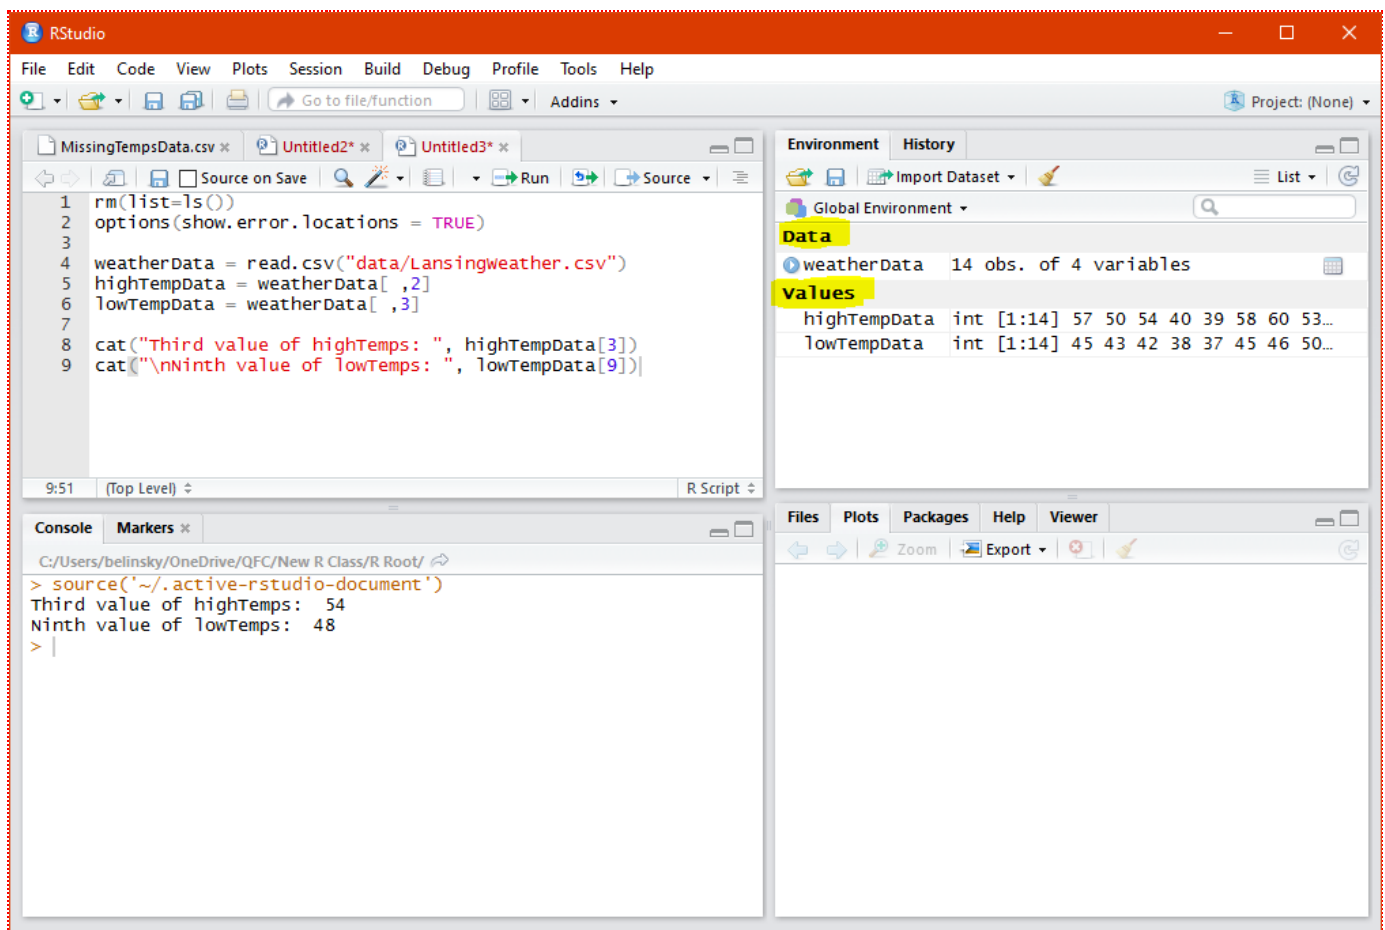 RStudio
File Edit Code View Plots Session Build Debug Profile Tools Help
Go to file/function Addins Project: (None)
MissingTempsData.csv Untitled2* Untitled3*
Source on Save Run Source
1 rm(list=ls())
2 options(show.error.locations = TRUE)
3
4 weatherData = read.csv("data/LansingWeather.csv")
5 highTempData = weatherData[ ,2]
6 lowTempData = weatherData[ ,3]
7
8 cat("Third value of highTemps: ", highTempData[3])
9 cat("\nNinth value of lowTemps: ", lowTempData[9])
9:51 (Top Level) R Script
Console Markers
C:/Users/belinsky/OneDrive/QFC/New R Class/R Root/
> source('~/.active-rstudio-document')
Third value of highTemps:  54
Ninth value of lowTemps:  48
>
Environment History
Import Dataset List
Global Environment
Data
weatherData 14 obs. of 4 variables
Values
highTempData int [1:14] 57 50 54 40 39 58 60 53…
lowTempData int [1:14] 45 43 42 38 37 45 46 50…
Files Plots Packages Help Viewer
Zoom Export